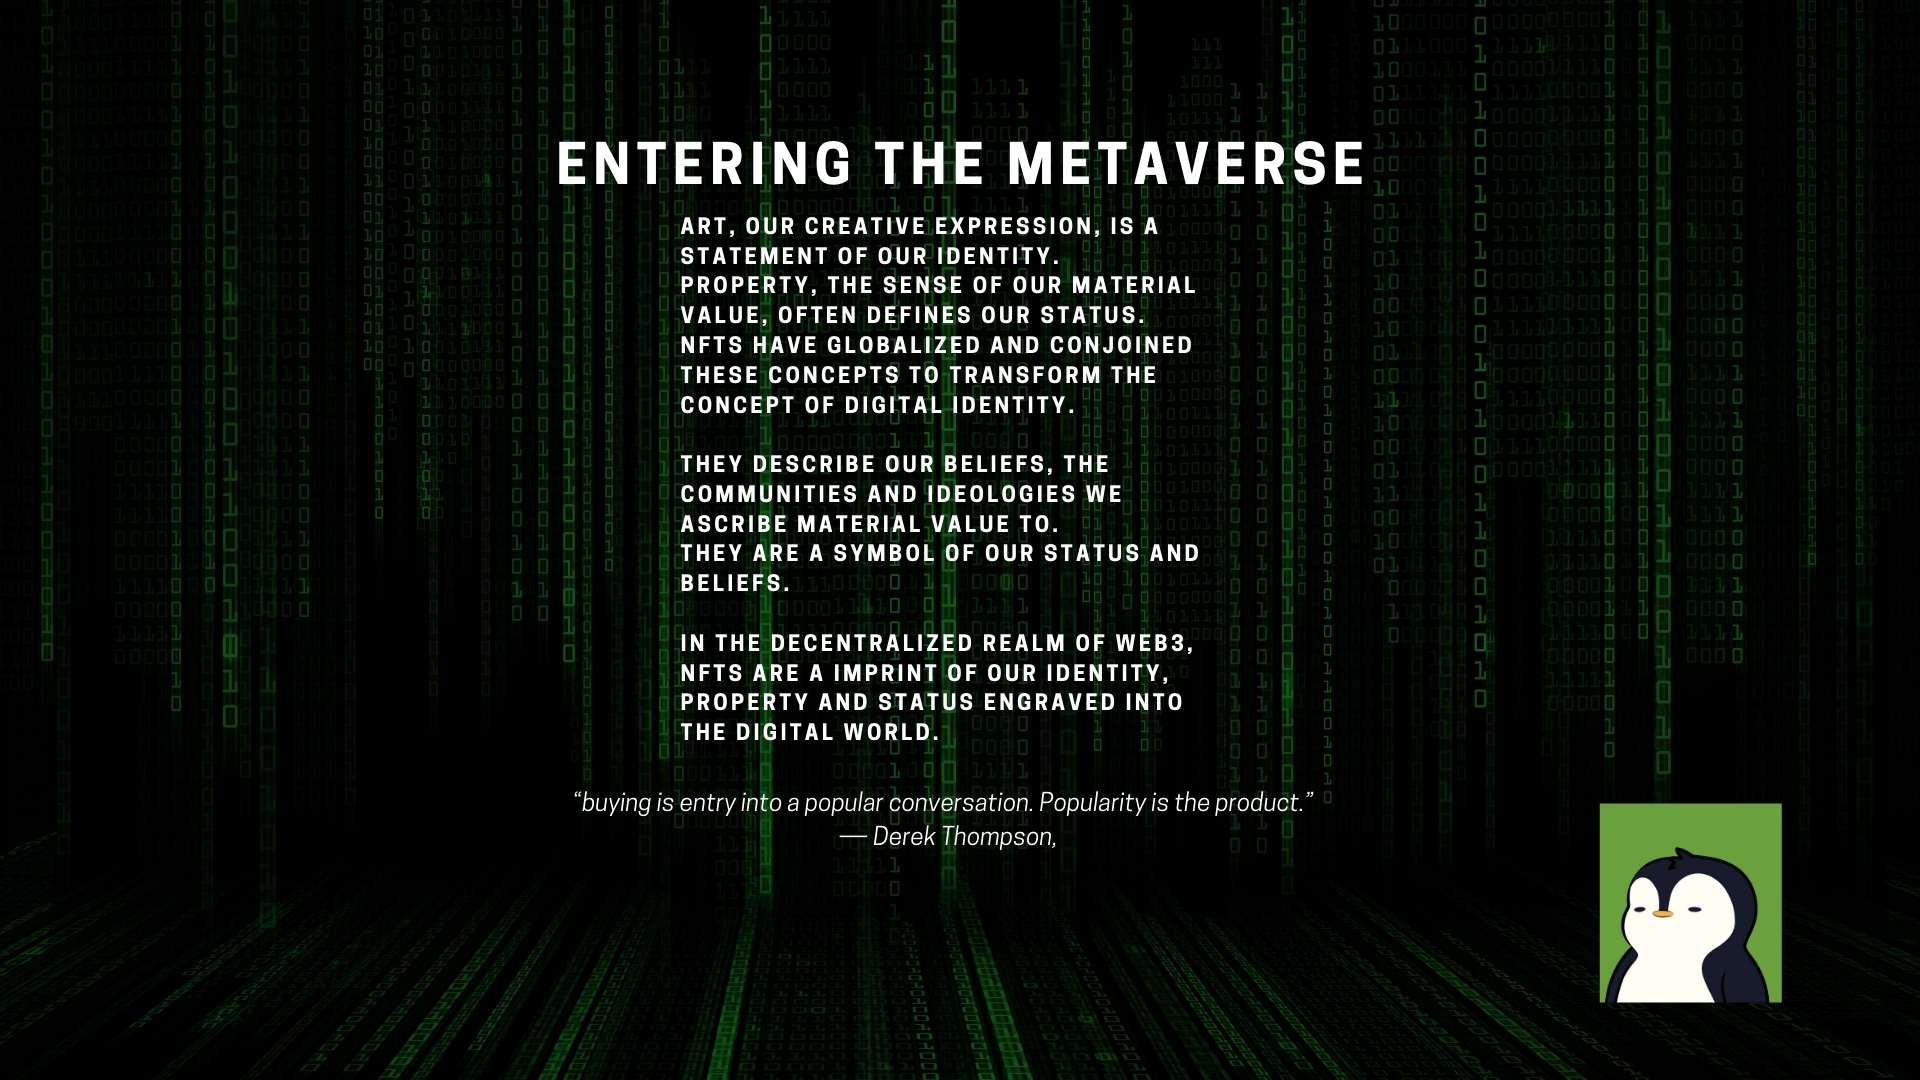 ENTERING THE METAVERSE
ART, OUR CREATIVE EXPRESSION, IS A
STATEMENT OF OUR IDENTITY.
PROPERTY, THE SENSE OF OUR MATERIAL
VALUE, OFTEN DEFINES OUR STATUS.
NFTS HAVE GLOBALIZED AND CONJOINED
THESE CONCEPTS TO TRANSFORM THE
CONCEPT OF DIGITAL IDENTITY.
THEY DESCRIBE OUR BELIEFS, THE
COMMUNITIES AND IDEOLOGIES WE
ASCRIBE MATERIAL VALUE TO.
THEY ARE A SYMBOL OF OUR STATUS AND
BELIEFS.
IN THE DECENTRALIZED REALM OF WEB3,
NFTS ARE A IMPRINT OF OUR IDENTITY,
PROPERTY AND STATUS ENGRAVED INTO
THE DIGITAL WORLD.
“buying is entry into a popular conversation. Popularity is the product.”
— Derek Thompson,